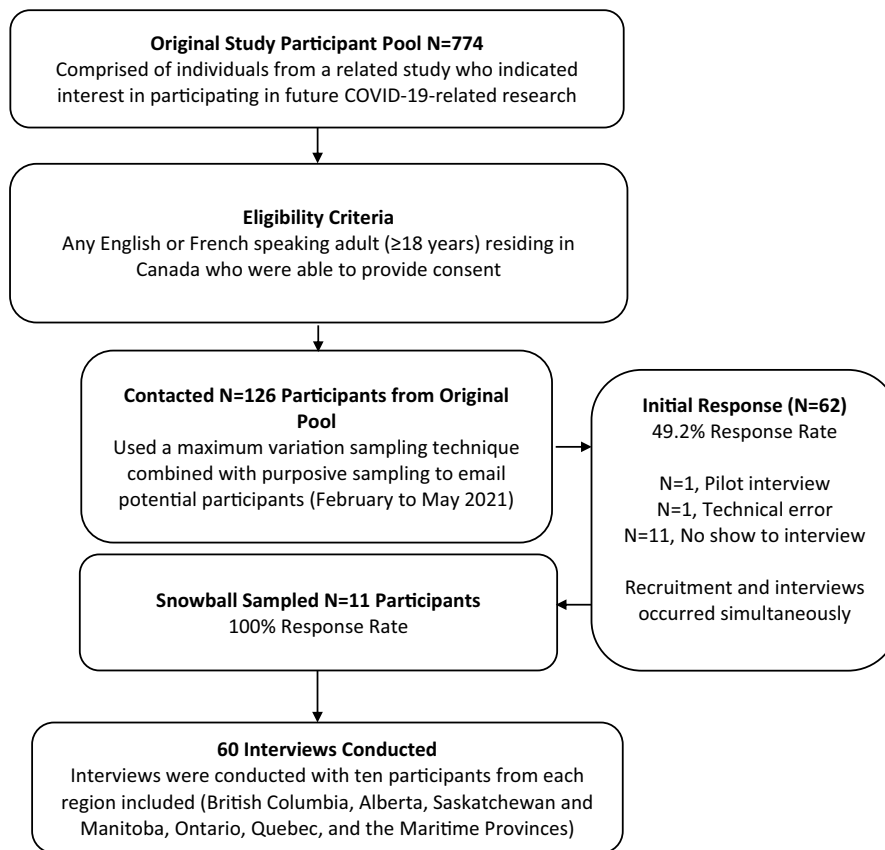 Original Study Participant Pool N=774
Comprised of individuals from a related study who indicated
interest in participating in future COVID-19-related research
Eligibility Criteria
Any English or French speaking adult (≥18 years) residing in
Canada who were able to provide consent
Contacted N=126 Participants from Original
Pool
Used a maximum variation sampling technique
combined with purposive sampling to email
potential participants (February to May 2021)
Initial Response (N=62)
49.2% Response Rate
N=1, Pilot interview
N=1, Technical error
N=11, No show to interview
Recruitment and interviews
occurred simultaneously
Snowball Sampled N=11 Participants
100% Response Rate
60 Interviews Conducted
Interviews were conducted with ten participants from each
region included (British Columbia, Alberta, Saskatchewan and
Manitoba, Ontario, Quebec, and the Maritime Provinces)